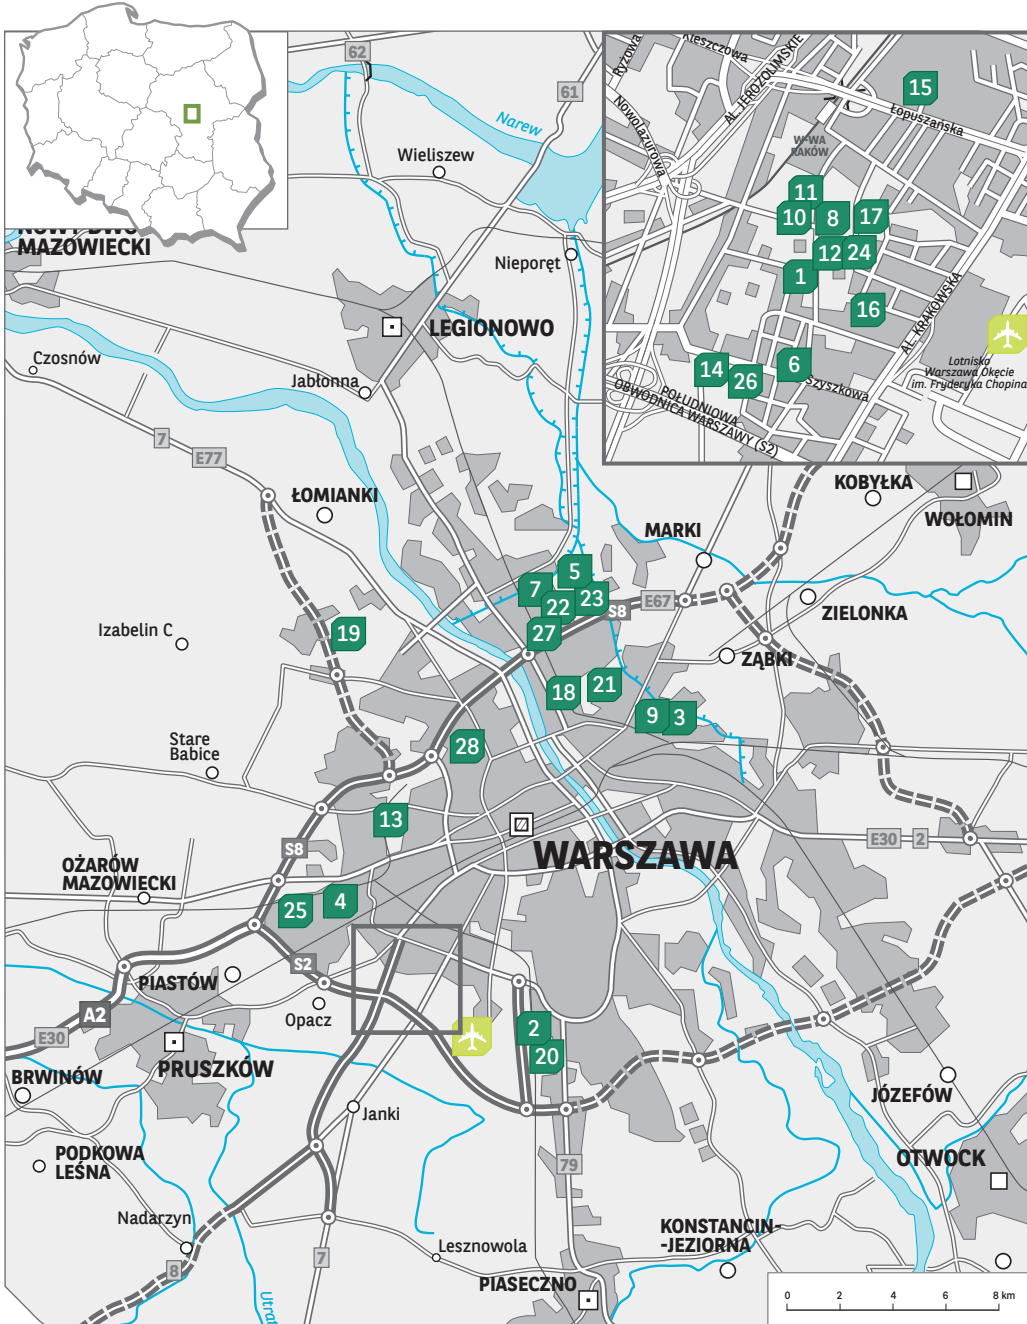 62
61
Narew
Wieliszew
NOWY DWÓR
MAZOWIECKI
Nieporęt
LEGIONOWO
Czosnów
Jabłonna
7
E77
ŁOMIANKI
Ryzowa
Kleszczowa
AL. JEROZOLIMSKIE
15
Łopuszańska
Nowolazurowa
W-WA
RAKÓW
11
10
8
17
12
24
1
16
AL. KRAKOWSKA
14
26
6
Szyszkowa
POŁUDNIOWA
OBWODNICA WARSZAWY (S2)
Lotnisko
Warszawa Okęcie
im. Fryderyka Chopina
KOBYŁKA
WOŁOMIN
MARKI
5
7
22
23
S8
E67
27
ZIELONKA
ZĄBKI
Izabelin C
19
18
21
9
3
Stare
Babice
28
13
WARSZAWA
E30
2
S8
OŻARÓW
MAZOWIECKI
25
4
PIASTÓW
S2
A2
E30
Opacz
PRUSZKÓW
2
20
BRWINÓW
JÓZEFÓW
Janki
PODKOWA
LEŚNA
OTWOCK
79
Nadarzyn
KONSTANCIN-
-JEZIORNA
Lesznowola
7
8
PIASECZNO
Utrat
0 2 4 6 8 km